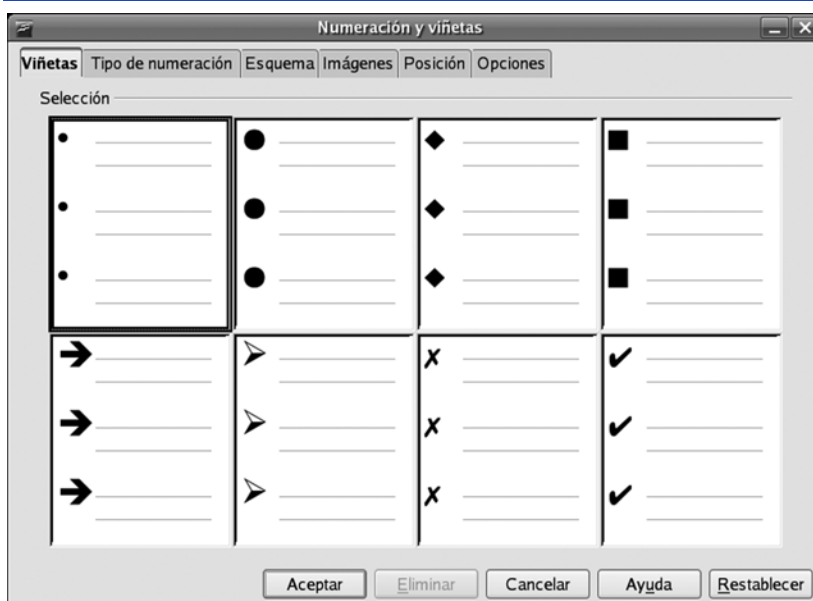 Numeración y viñetas
Viñetas Tipo de numeración Esquema Imágenes Posición Opciones
Selección
Aceptar Eliminar Cancelar Ayuda Restablecer